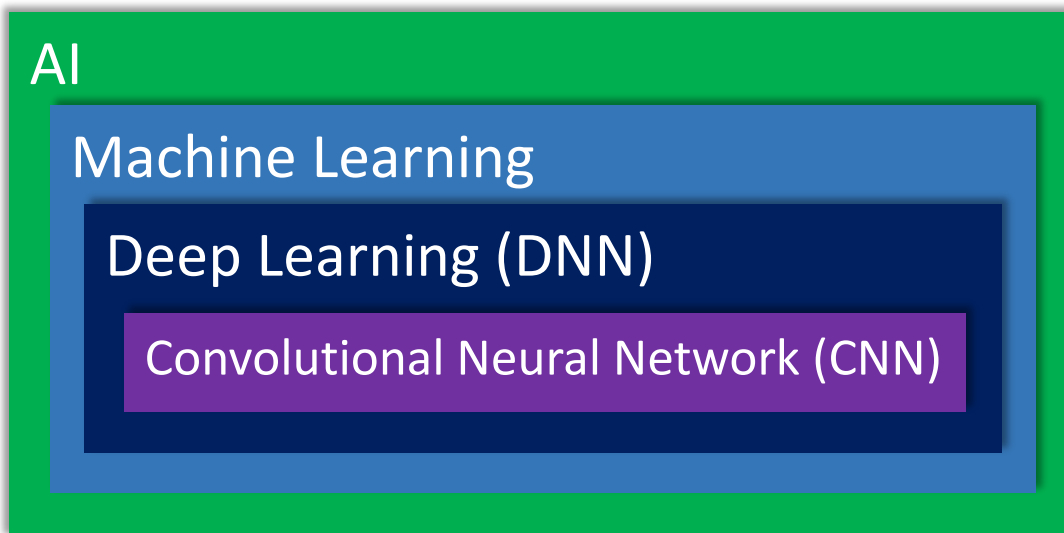 AI
Machine Learning
Deep Learning (DNN)
Convolutional Neural Network (CNN)